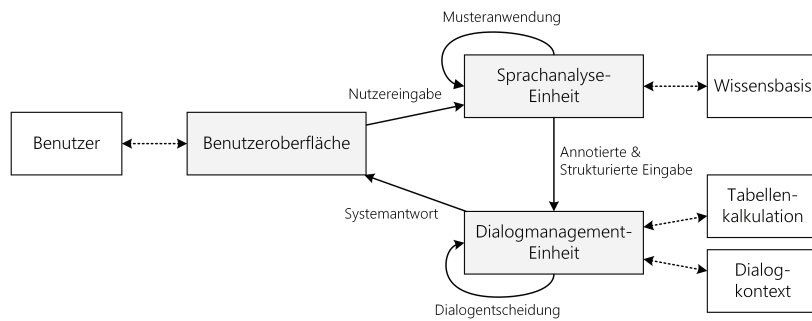 Musteranwendung
Sprachanalyse-
Einheit
Wissensbasis
Nutzereingabe
Benutzer
Benutzeroberfläche
Annotierte &
Strukturierte Eingabe
Systemantwort
Tabellen-
kalkulation
Dialogmanagement-
Einheit
Dialog-
kontext
Dialogentscheidung